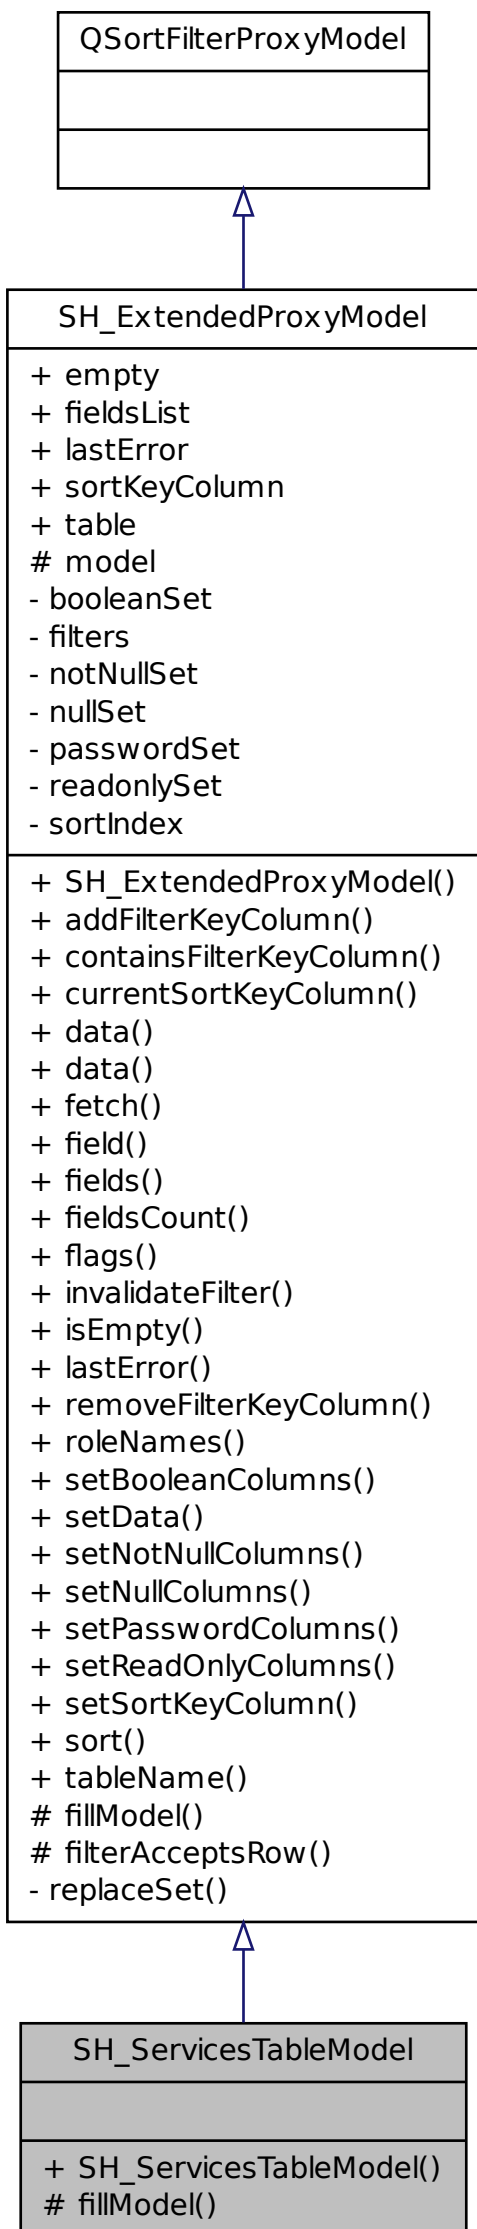 QSortFilterProxyModel
SH_ExtendedProxyModel
+ empty
+ fieldsList
+ lastError
+ sortKeyColumn
+ table
# model
- booleanSet
- filters
- notNullSet
- nullSet
- passwordSet
- readonlySet
- sortIndex
+ SH_ExtendedProxyModel()
+ addFilterKeyColumn()
+ containsFilterKeyColumn()
+ currentSortKeyColumn()
+ data()
+ data()
+ fetch()
+ field()
+ fields()
+ fieldsCount()
+ flags()
+ invalidateFilter()
+ isEmpty()
+ lastError()
+ removeFilterKeyColumn()
+ roleNames()
+ setBooleanColumns()
+ setData()
+ setNotNullColumns()
+ setNullColumns()
+ setPasswordColumns()
+ setReadOnlyColumns()
+ setSortKeyColumn()
+ sort()
+ tableName()
# fillModel()
# filterAcceptsRow()
- replaceSet()
SH_ServicesTableModel
+ SH_ServicesTableModel()
# fillModel()